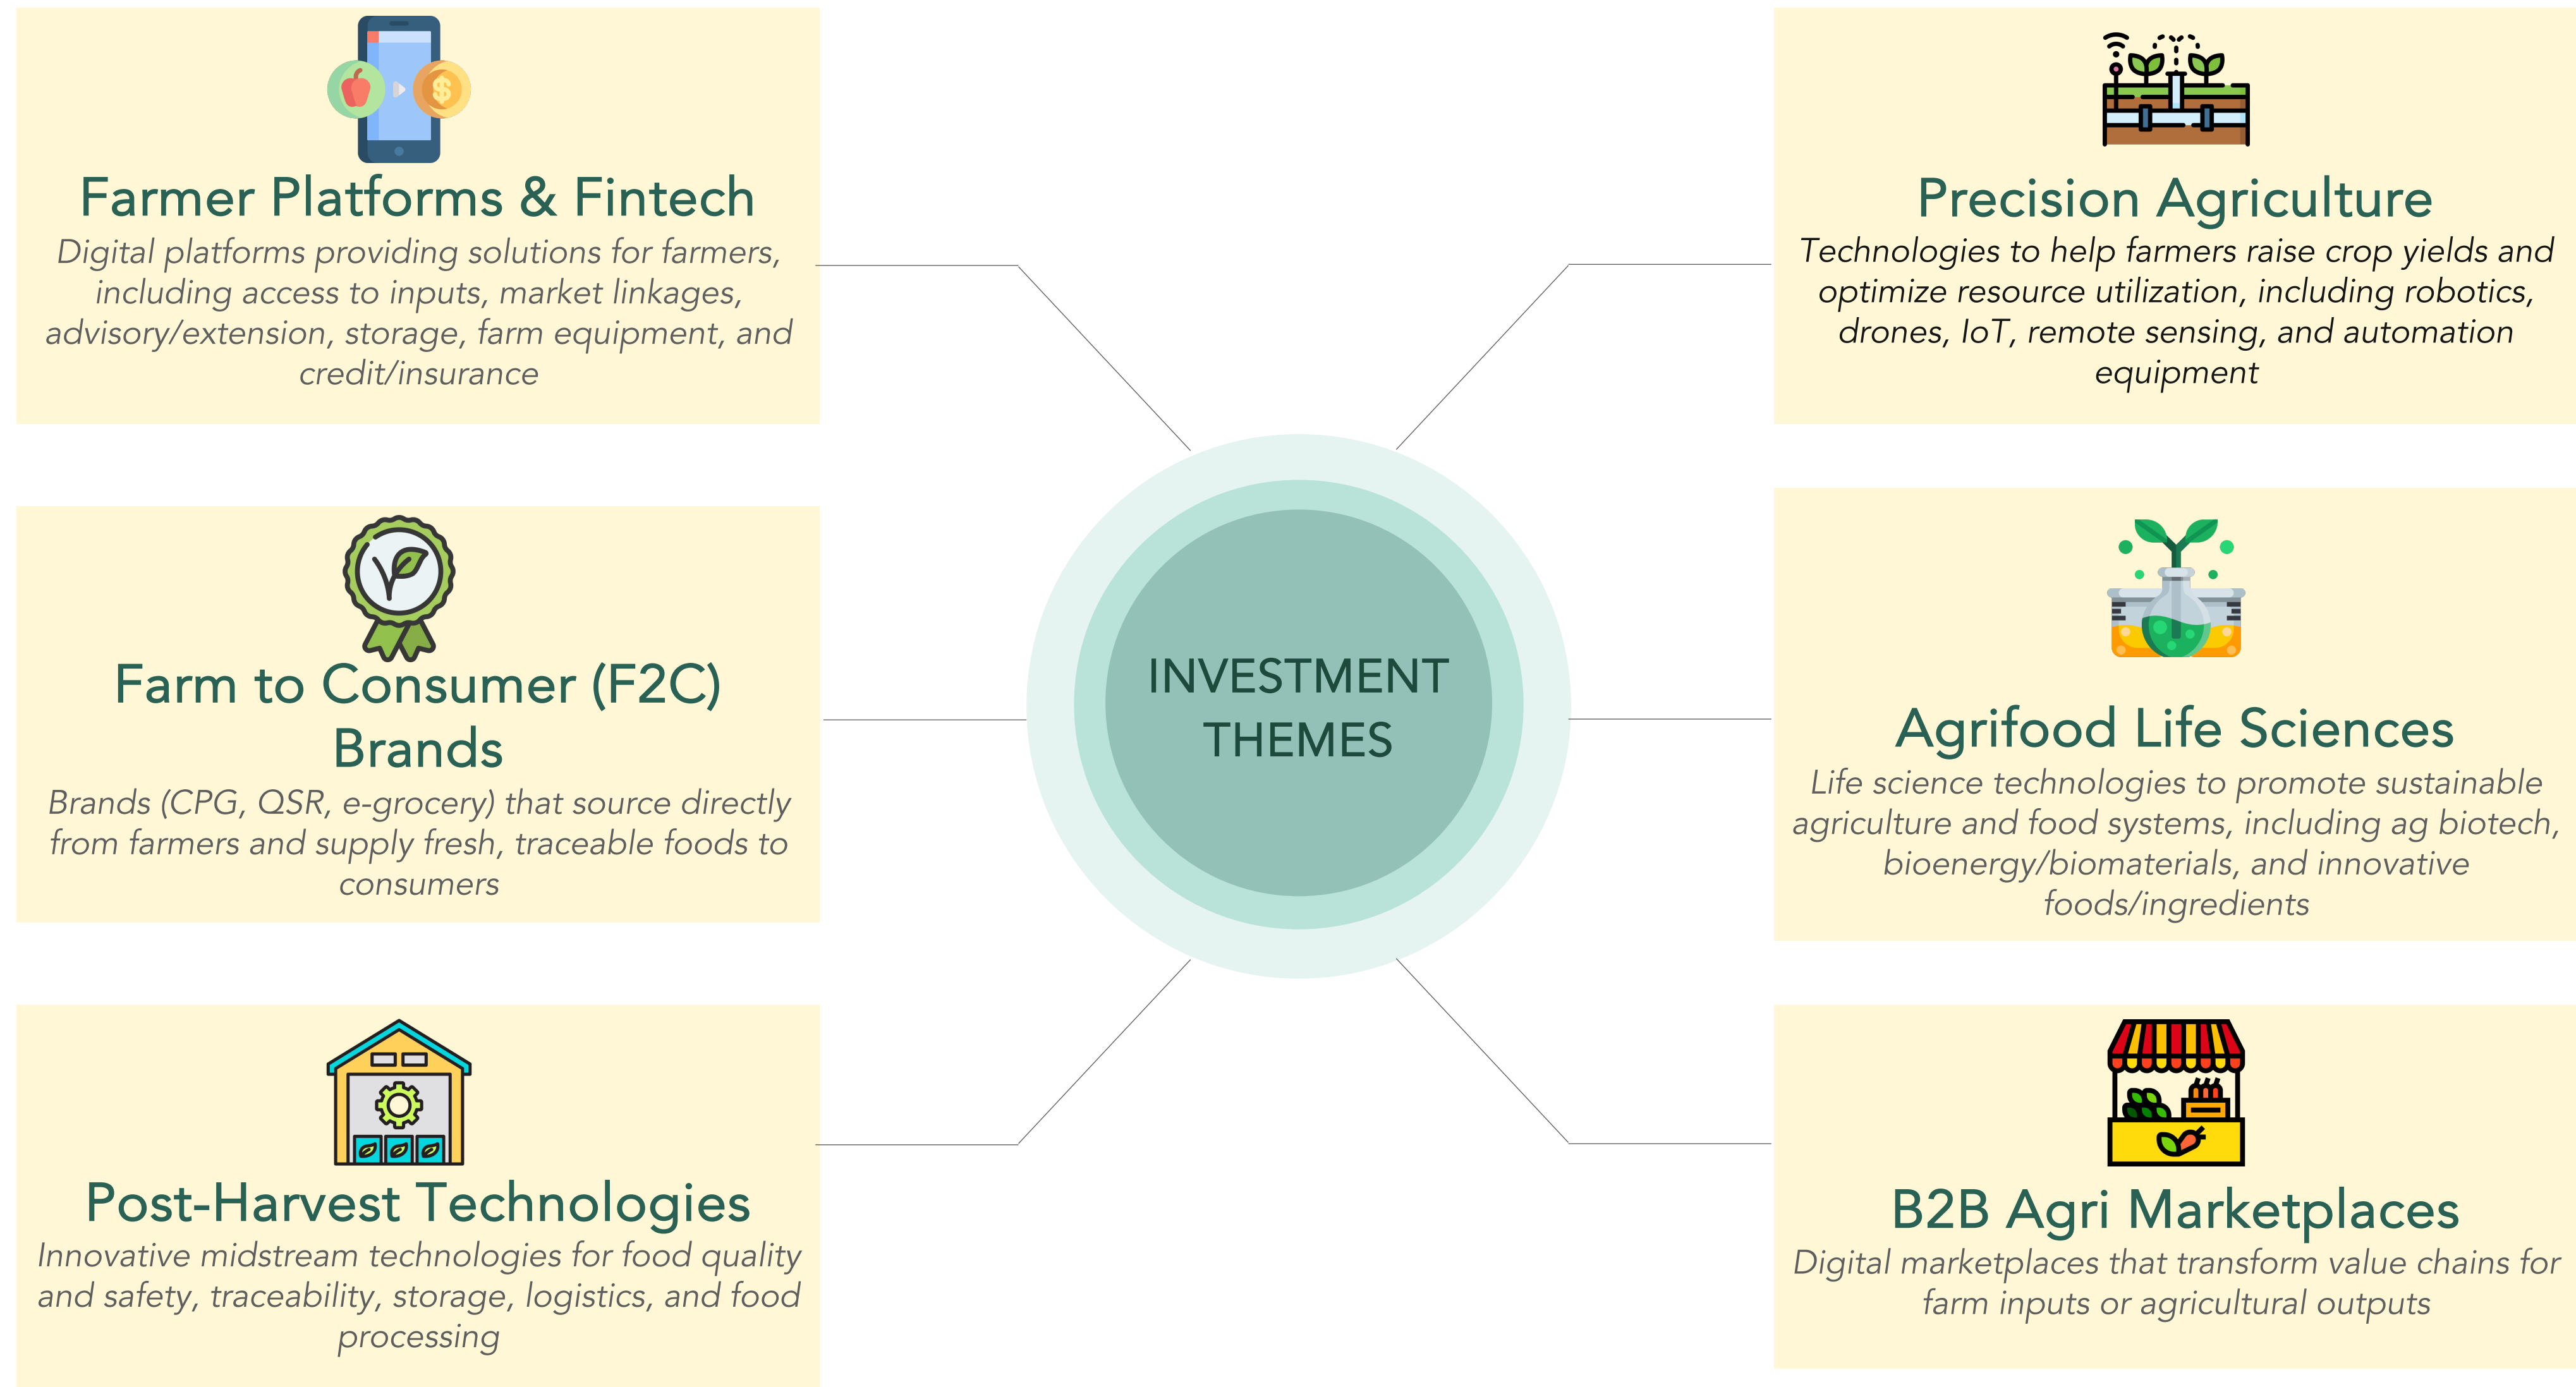 Farmer Platforms & Fintech
Digital platforms providing solutions for farmers,
including access to inputs, market linkages,
advisory/extension, storage, farm equipment, and
credit/insurance
Farm to Consumer (F2C)
Brands
Brands (CPG, QSR, e-grocery) that source directly
from farmers and supply fresh, traceable foods to
consumers
Post-Harvest Technologies
Innovative midstream technologies for food quality
and safety, traceability, storage, logistics, and food
processing
INVESTMENT
THEMES
Precision Agriculture
Technologies to help farmers raise crop yields and
optimize resource utilization, including robotics,
drones, IoT, remote sensing, and automation
equipment
Agrifood Life Sciences
Life science technologies to promote sustainable
agriculture and food systems, including ag biotech,
bioenergy/biomaterials, and innovative
foods/ingredients
B2B Agri Marketplaces
Digital marketplaces that transform value chains for
farm inputs or agricultural outputs